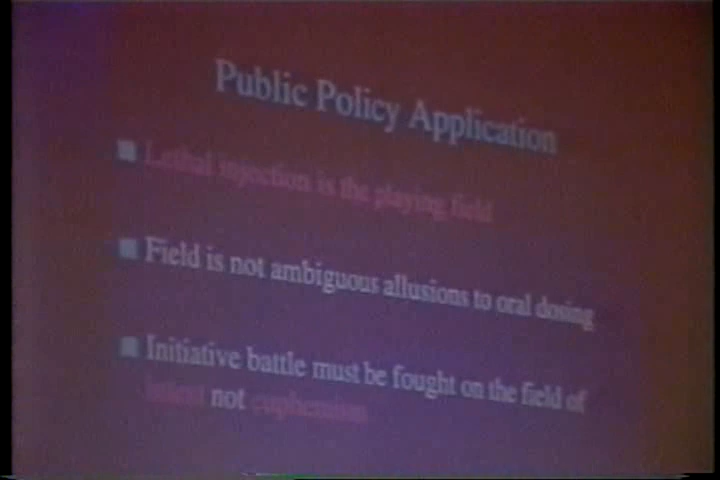 Public Policy Application
Lethal injection is the playing field
Field is not ambiguous allusions to oral dosing
Initiative battle must be fought on the field of
not euphemism